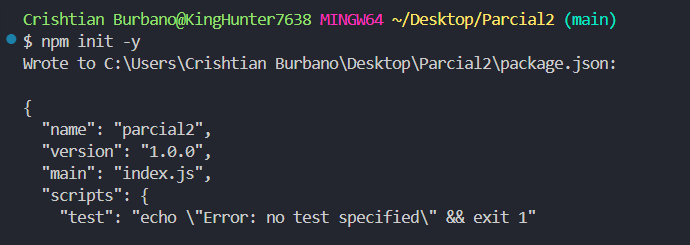 Crishtian Burbano@KingHunter7638 MINGW64 ~/Desktop/Parcial2 (main)
$ npm init -y
Wrote to C:\Users\Crishtian Burbano\Desktop\Parcial2\package.json:

{
  "name": "parcial2",
  "version": "1.0.0",
  "main": "index.js",
  "scripts": {
    "test": "echo \"Error: no test specified\" && exit 1"